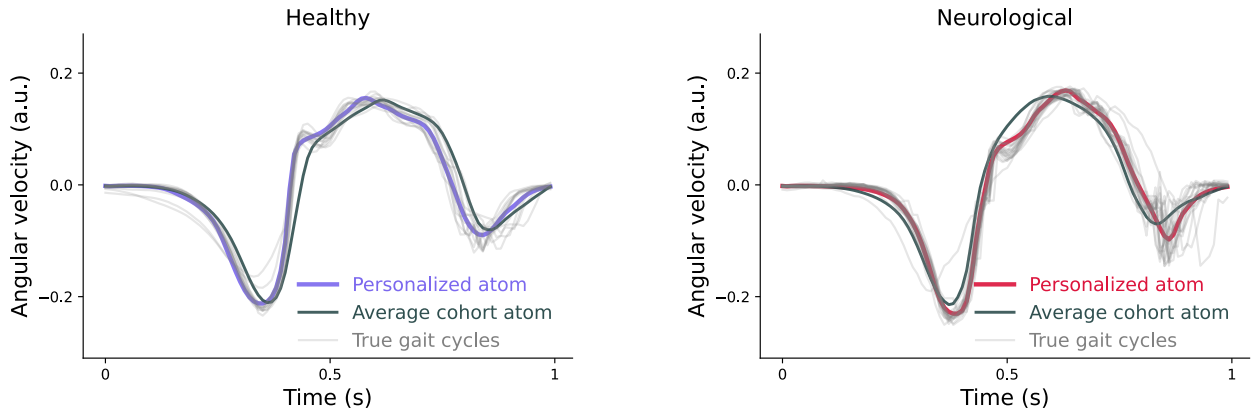 Healthy
Angular velocity (a.u.)
0.2
0.0
−0.2
Personalized atom
Average cohort atom
True gait cycles
0
0.5
1
Time (s)
Neurological
Angular velocity (a.u.)
0.2
0.0
−0.2
Personalized atom
Average cohort atom
True gait cycles
0
0.5
1
Time (s)